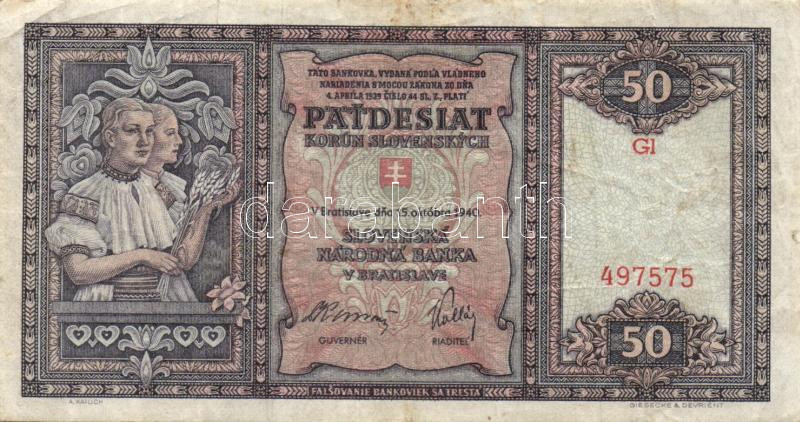 TÁTO BANKOVKA, VYDANÁ PODĽA VLÁDNEHO
NARIADENIA S MOCOU ZÁKONA ZO DŇA
4. APRÍLA 1939 ČÍSLO 44 SL. Z., PLATÍ
PÄŤDESIAT
KORÚN SLOVENSKÝCH
V Bratislave dňa 15. októbra 1940.
SLOVENSKÁ
NÁRODNÁ BANKA
V BRATISLAVE
GUVERNÉR
RIADITEĽ
FALŠOVANIE BANKOVIEK SA TRESTÁ
50
GI
497575
50
GIESECKE & DEVRIENT
darabanth